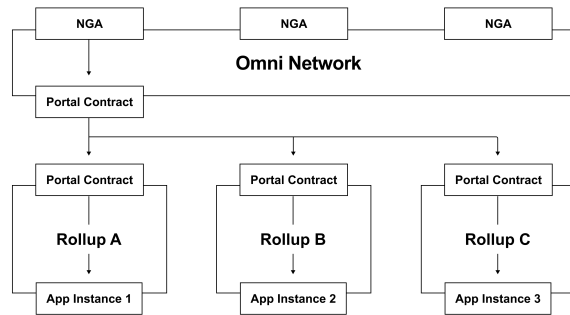 NGA
NGA
NGA
Omni Network
Portal Contract
Portal Contract
Portal Contract
Portal Contract
Rollup A
Rollup B
Rollup C
App Instance 1
App Instance 2
App Instance 3